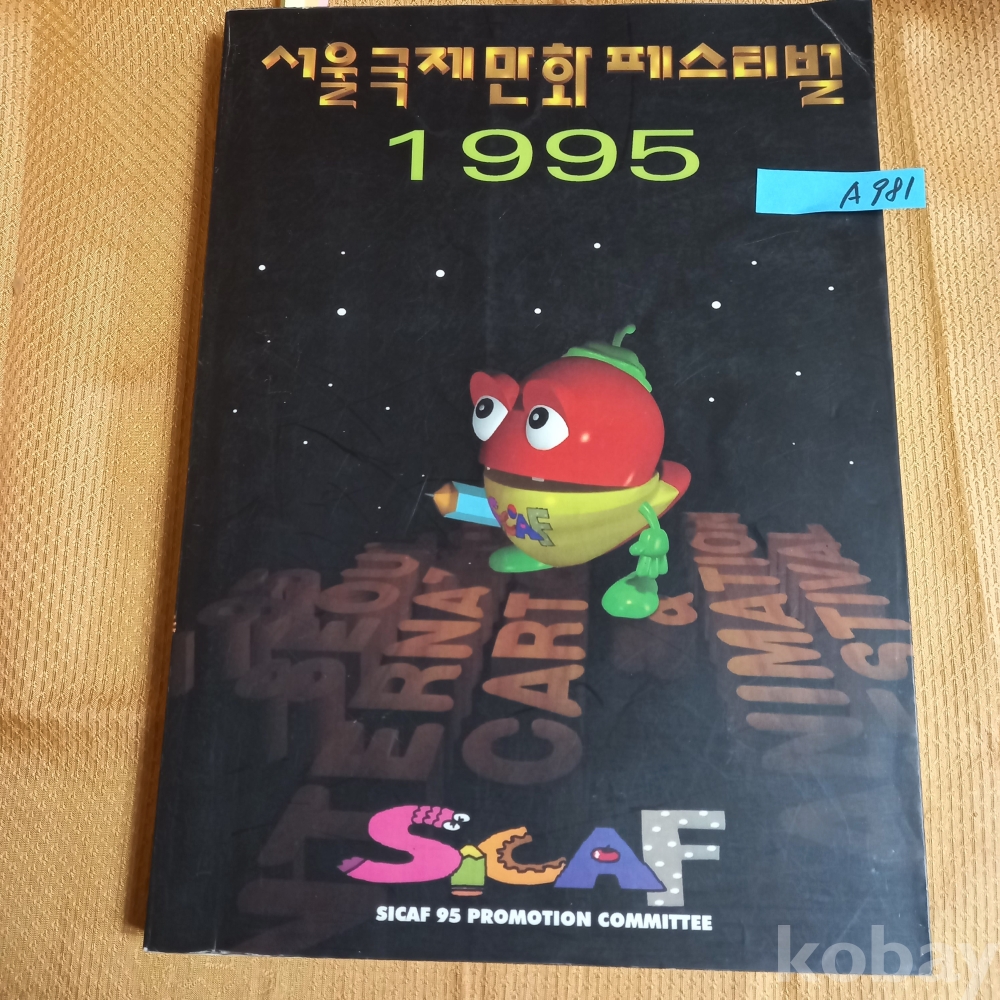 서울국제만화 페스티벌
1995
A981
SICAF
SEOUL
CART
&
SICAF
SICAF 95 PROMOTION COMMITTEE
kobay